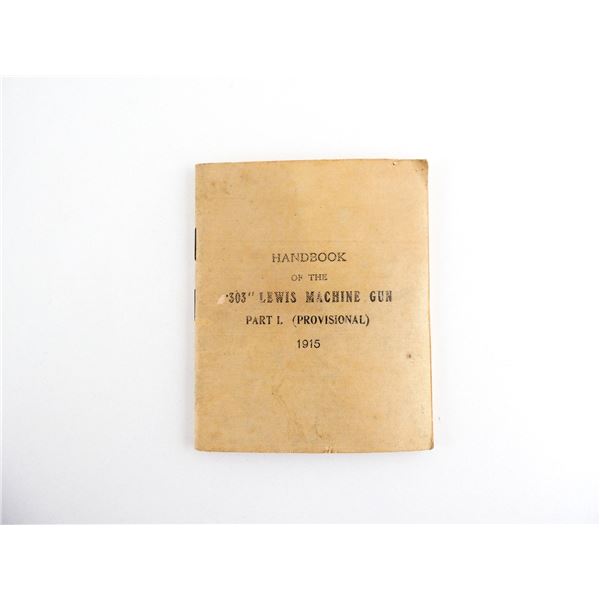 HANDBOOK
OF THE
·303" LEWIS MACHINE GUN
PART I. (PROVISIONAL)
1915